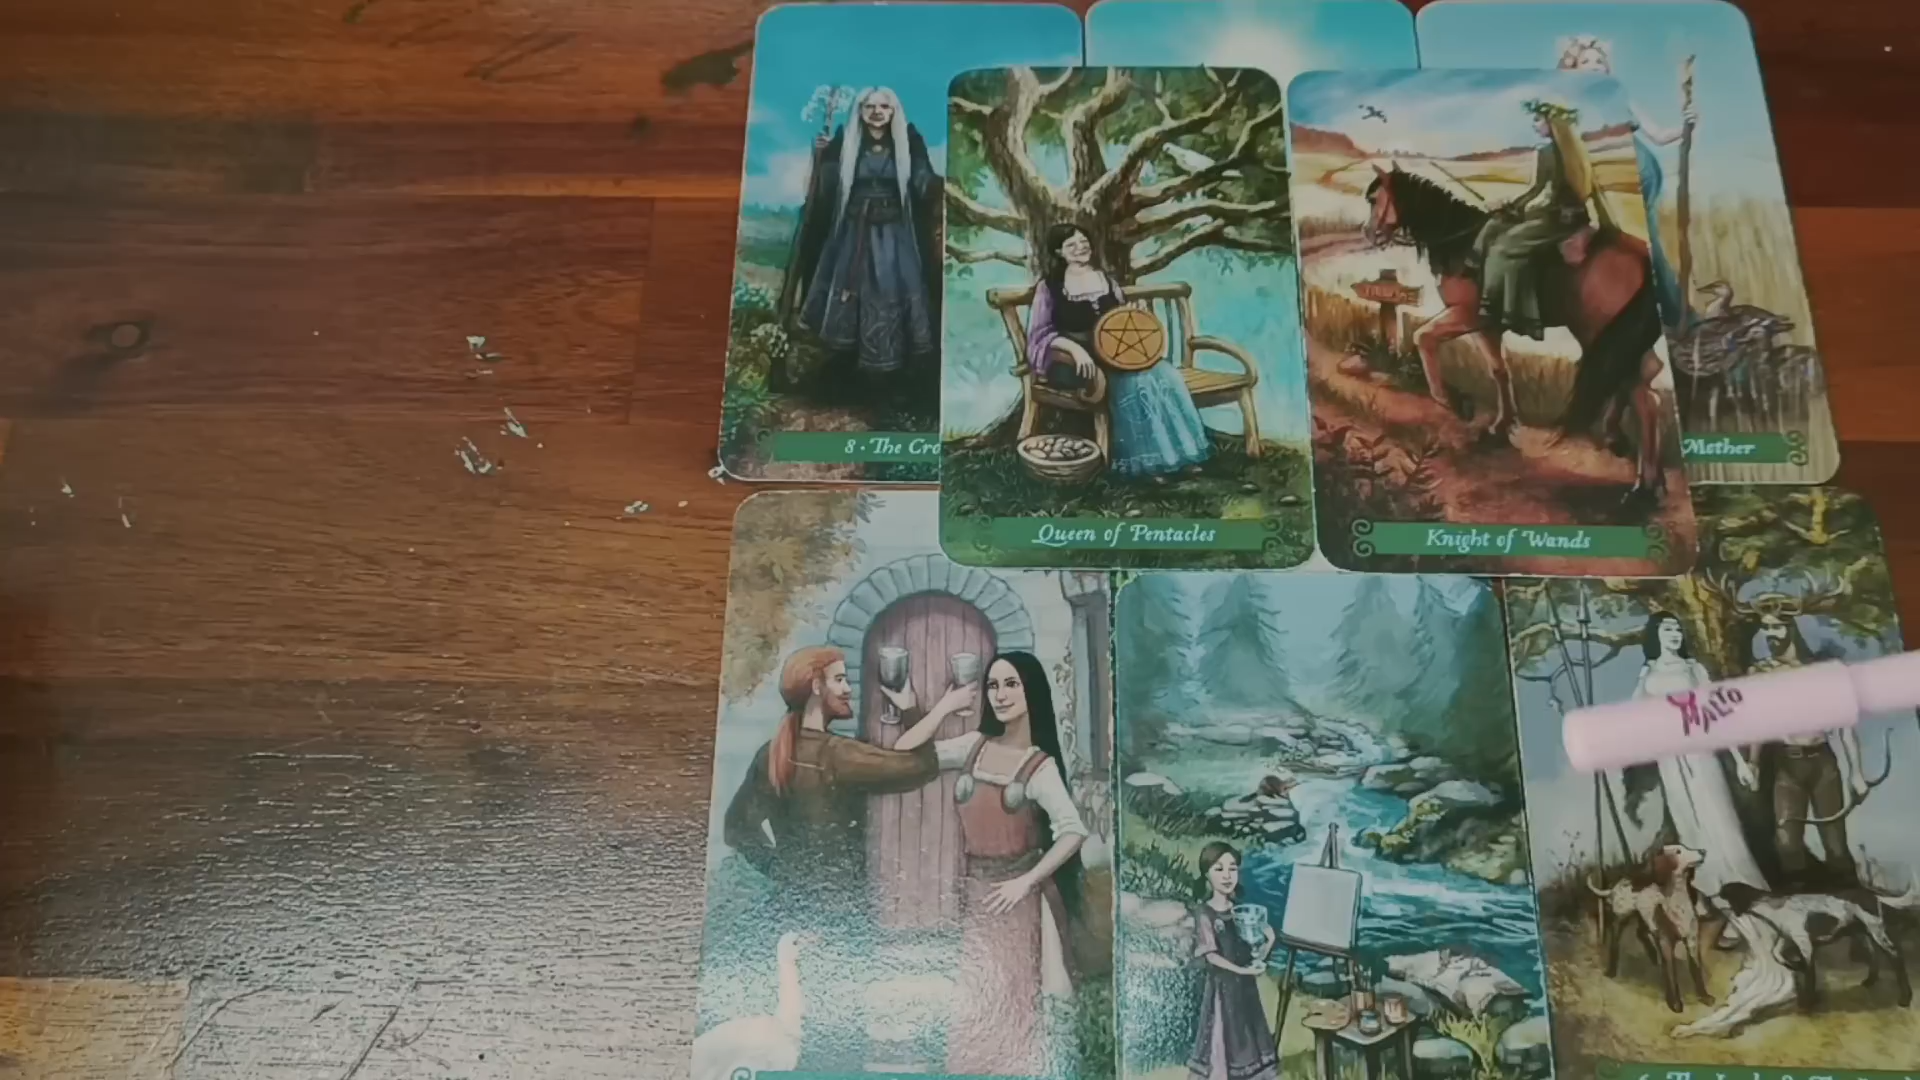 8 · The Cro
Mother
Queen of Pentacles
Knight of Wands
MALTO